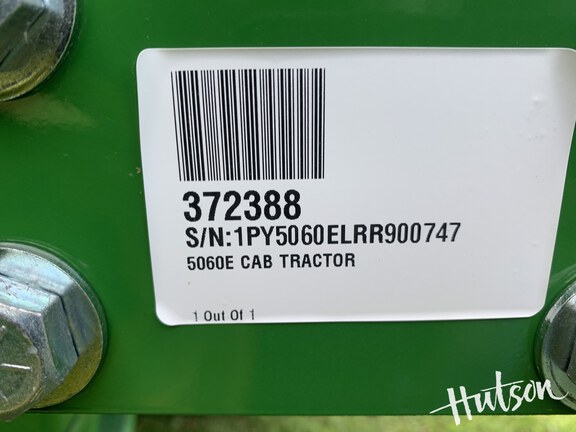 372388
S/N:1PY5060ELRR900747
5060E CAB TRACTOR
1 Out Of 1
Hutson